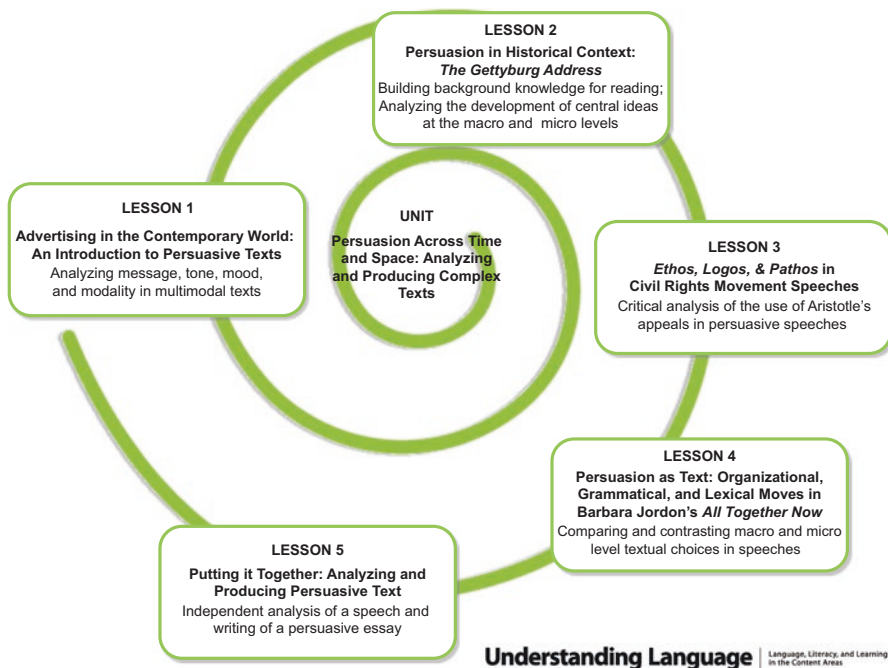 UNIT
Persuasion Across Time
and Space: Analyzing
and Producing Complex
Texts
LESSON 1
Advertising in the Contemporary World:
An Introduction to Persuasive Texts
Analyzing message, tone, mood,
and modality in multimodal texts
LESSON 2
Persuasion in Historical Context:
The Gettyburg Address
Building background knowledge for reading;
Analyzing the development of central ideas
at the macro and micro levels
LESSON 3
Ethos, Logos, & Pathos in
Civil Rights Movement Speeches
Critical analysis of the use of Aristotle's
appeals in persuasive speeches
LESSON 4
Persuasion as Text: Organizational,
Grammatical, and Lexical Moves in
Barbara Jordon's All Together Now
Comparing and contrasting macro and micro
level textual choices in speeches
LESSON 5
Putting it Together: Analyzing and
Producing Persuasive Text
Independent analysis of a speech and
writing of a persuasive essay
Understanding Language
Language, Literacy, and Learning
in the Content Areas